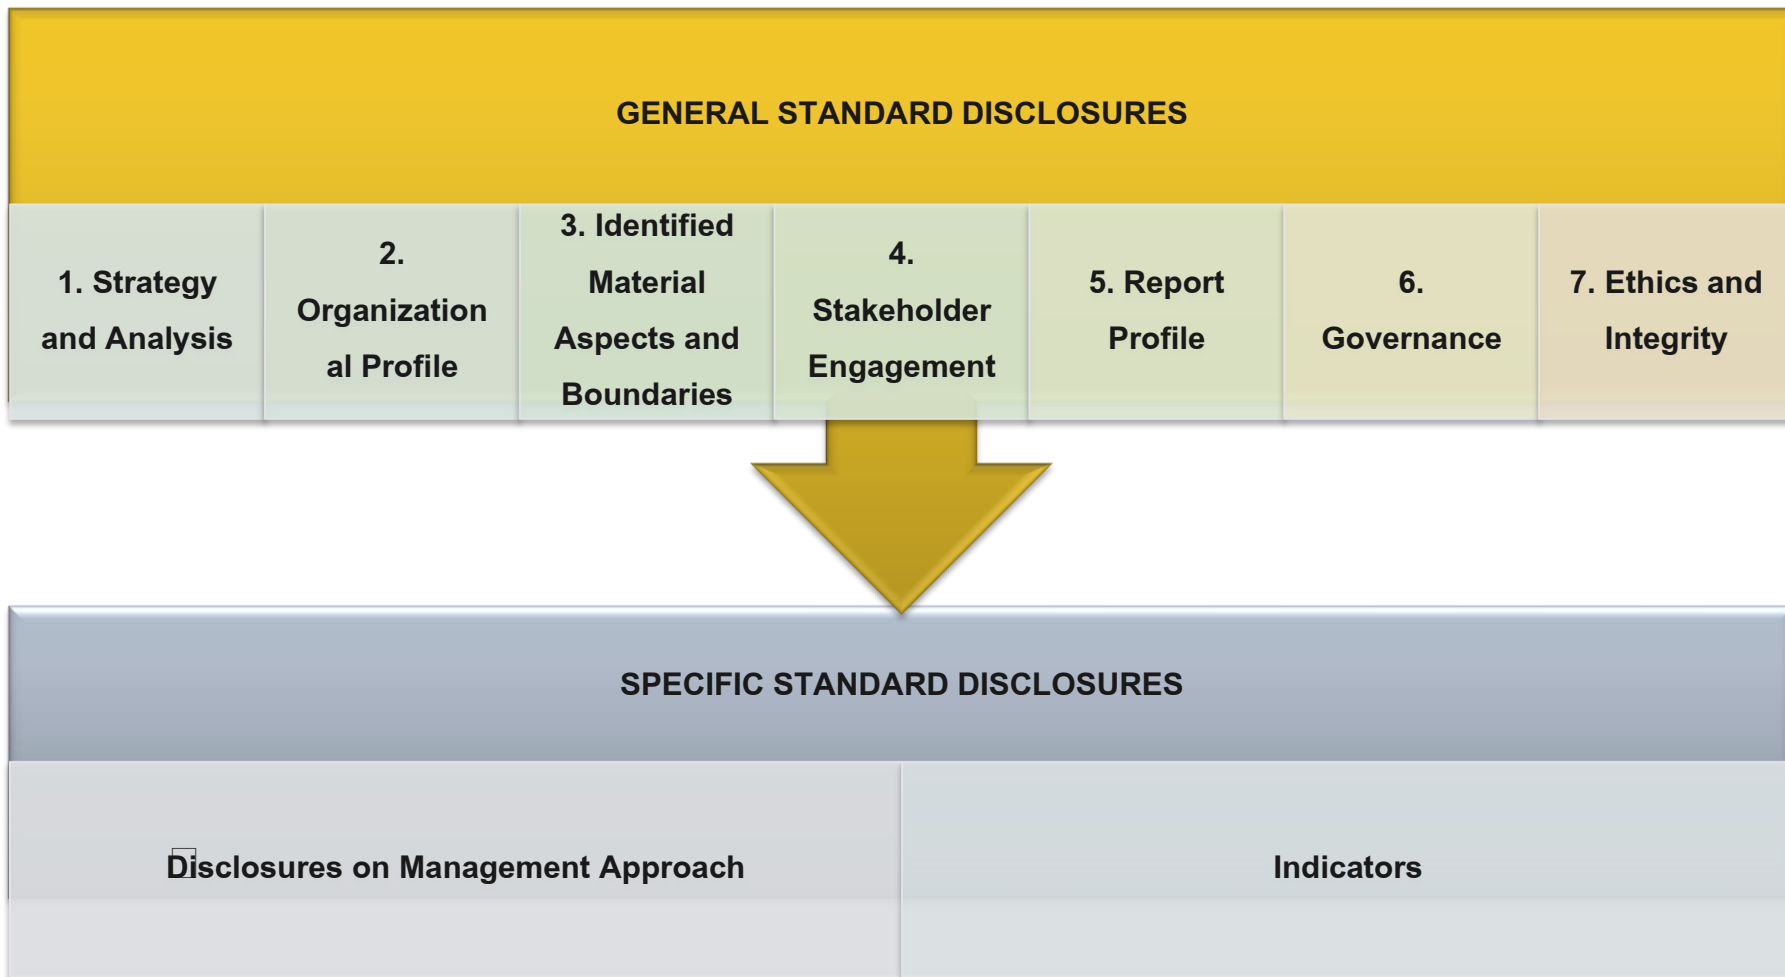 GENERAL STANDARD DISCLOSURES
1. Strategy
and Analysis
2.
Organization
al Profile
3. Identified
Material
Aspects and
Boundaries
4.
Stakeholder
Engagement
5. Report
Profile
6.
Governance
7. Ethics and
Integrity
SPECIFIC STANDARD DISCLOSURES
Disclosures on Management Approach
Indicators